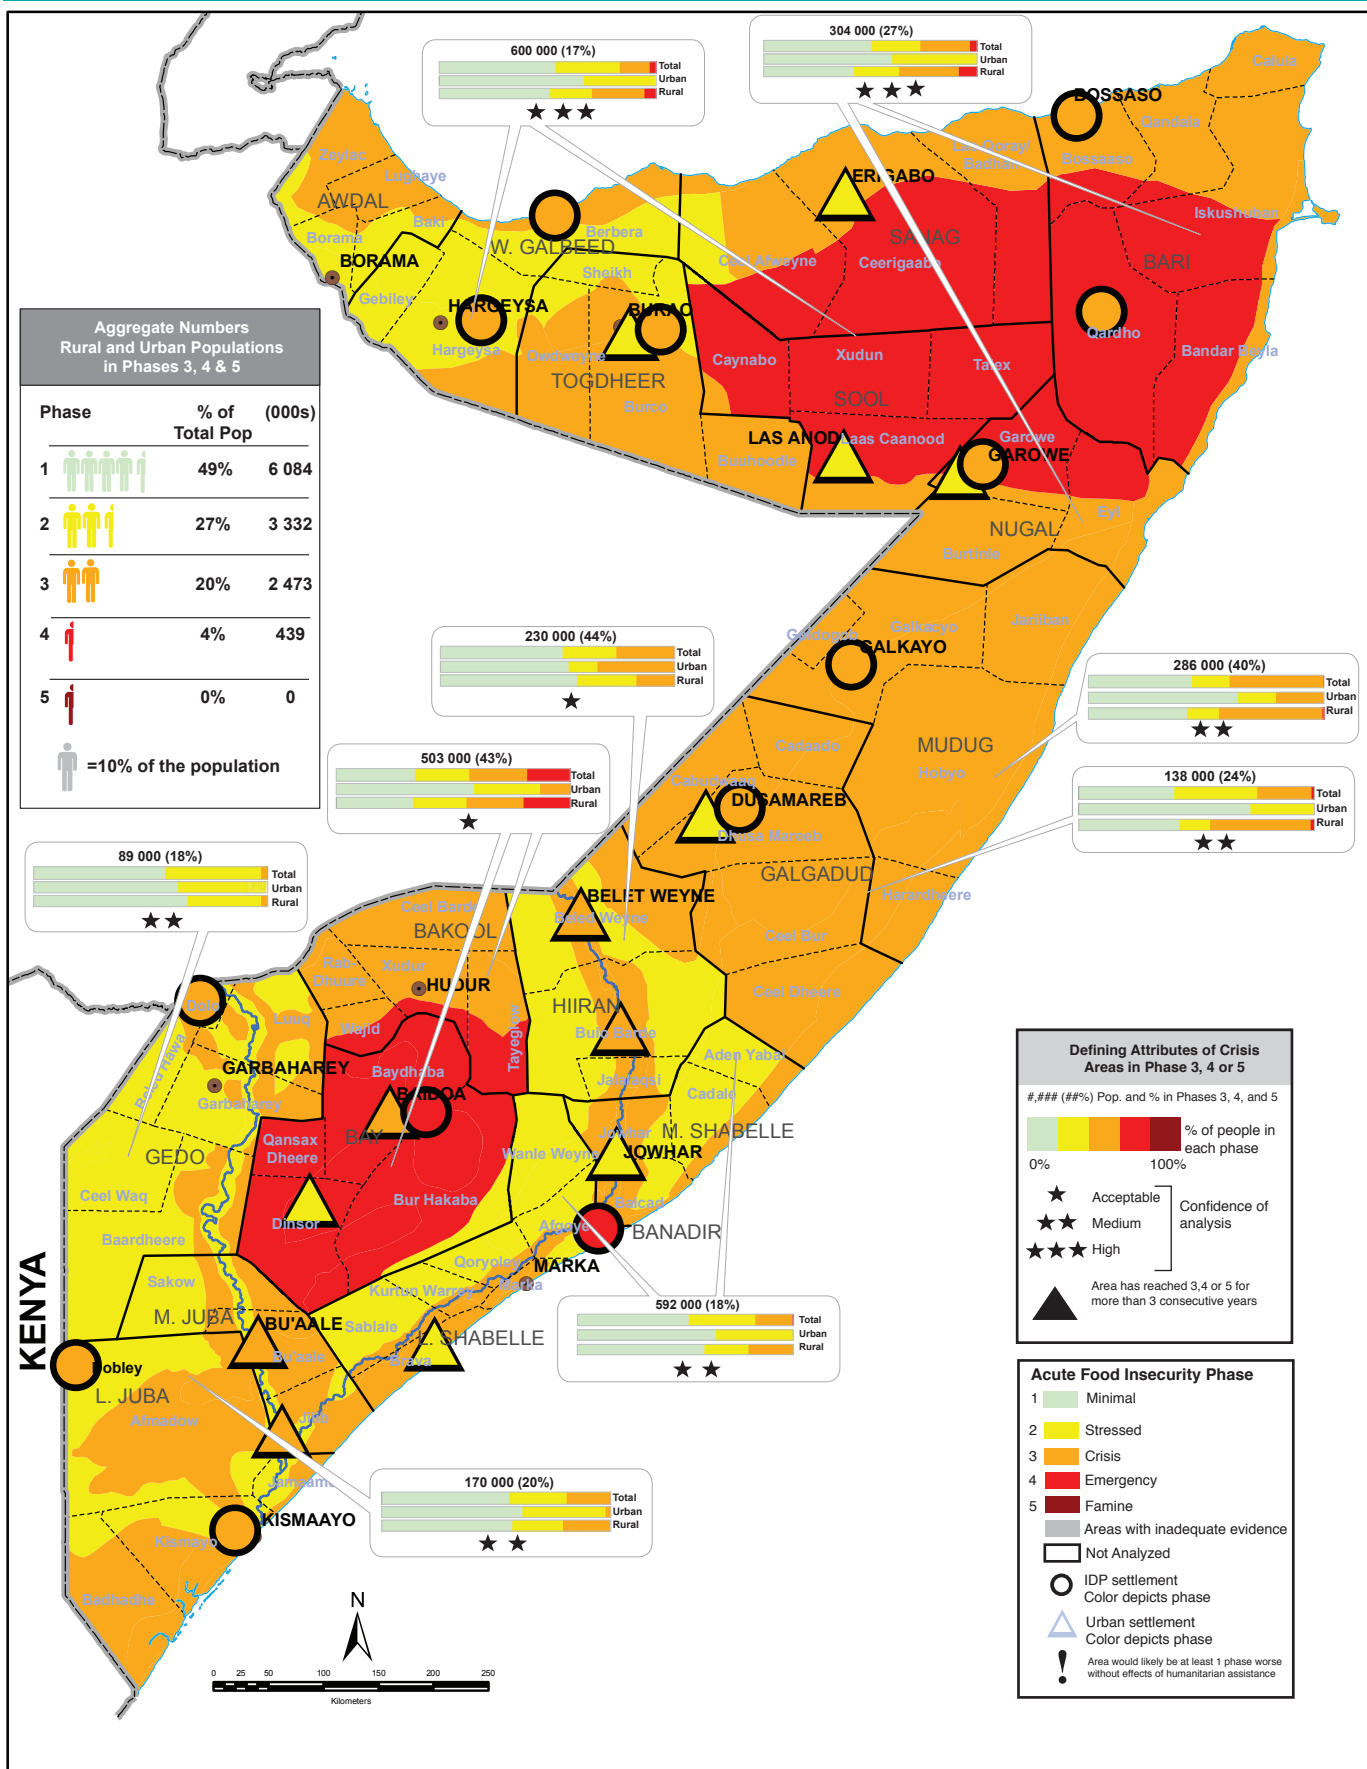 600 000 (17%)
Total
Urban
Rural
304 000 (27%)
Total
Urban
Rural
Calula
BOSSASO
Qandala
Bossaaso
Las Qoray/
Badhan
Zeylac
Lughaye
ERIGABO
AWDAL
Baki
Iskushuban
Borama
Berbera
SANAG
W. GALBEED
BORAMA
Ceel Afweyne
Ceerigaabo
BARI
Sheikh
Gebiley
HARGEYSA
BURAO
Qardho
Hargeysa
Owdweyne
Caynabo
Xudun
Talex
Bandar Bayla
TOGDHEER
Burco
SOOL
LAS ANOD
Laas Caanood
Garowe
GAROWE
Buuhoodle
Eyl
NUGAL
Burtinle
Aggregate Numbers
Rural and Urban Populations
in Phases 3, 4 & 5
Phase
% of
Total Pop
(000s)
1 49% 6 084
2 27% 3 332
3 20% 2 473
4 4% 439
5 0% 0
=10% of the population
Jariiban
Galdogob
Galkacyo
GALKAYO
230 000 (44%)
Total
Urban
Rural
286 000 (40%)
Total
Urban
Rural
Cadaado
MUDUG
Hobyo
503 000 (43%)
Total
Urban
Rural
Cabudwaaq
138 000 (24%)
Total
Urban
Rural
DUSAMAREB
Dhusa Mareeb
89 000 (18%)
Total
Urban
Rural
GALGADUD
Harardheere
BELET WEYNE
Beled Weyne
Ceel Barde
BAKOOL
Ceel Bur
Rab-
Dhuure
Xudur
HUDUR
Ceel Dheere
Dolo
Luuq
HIIRAN
Wajid
Tayeglow
Bulo Barde
Aden Yabal
Beled Hawa
GARBAHAREY
Baydhaba
Jalalaqsi
Cadale
Garbaharey
BAIDOA
BAY
Jowhar
M. SHABELLE
Qansax
Dheere
Wanle Weyne
JOWHAR
GEDO
Ceel Waq
Bur Hakaba
Balcad
Dinsor
Afgoye
BANADIR
Baardheere
Qoryoley
MARKA
Marka
Sakow
Kurtun Warrey
M. JUBA
BU'AALE
Sablale
L. SHABELLE
Bu'aale
Brava
592 000 (18%)
Total
Urban
Rural
KENYA
Dobley
L. JUBA
Afmadow
Jilib
Jamaame
170 000 (20%)
Total
Urban
Rural
KISMAAYO
Kismayo
Badhadhe
N
0 25 50 100 150 200 250
Kilometers
Defining Attributes of Crisis
Areas in Phase 3, 4 or 5
#,### (##%) Pop. and % in Phases 3, 4, and 5
% of people in
each phase
0% 100%
Acceptable
Medium
High
Confidence of
analysis
Area has reached 3,4 or 5 for
more than 3 consecutive years
Acute Food Insecurity Phase
1 Minimal
2 Stressed
3 Crisis
4 Emergency
5 Famine
Areas with inadequate evidence
Not Analyzed
IDP settlement
Color depicts phase
Urban settlement
Color depicts phase
! Area would likely be at least 1 phase worse
without effects of humanitarian assistance